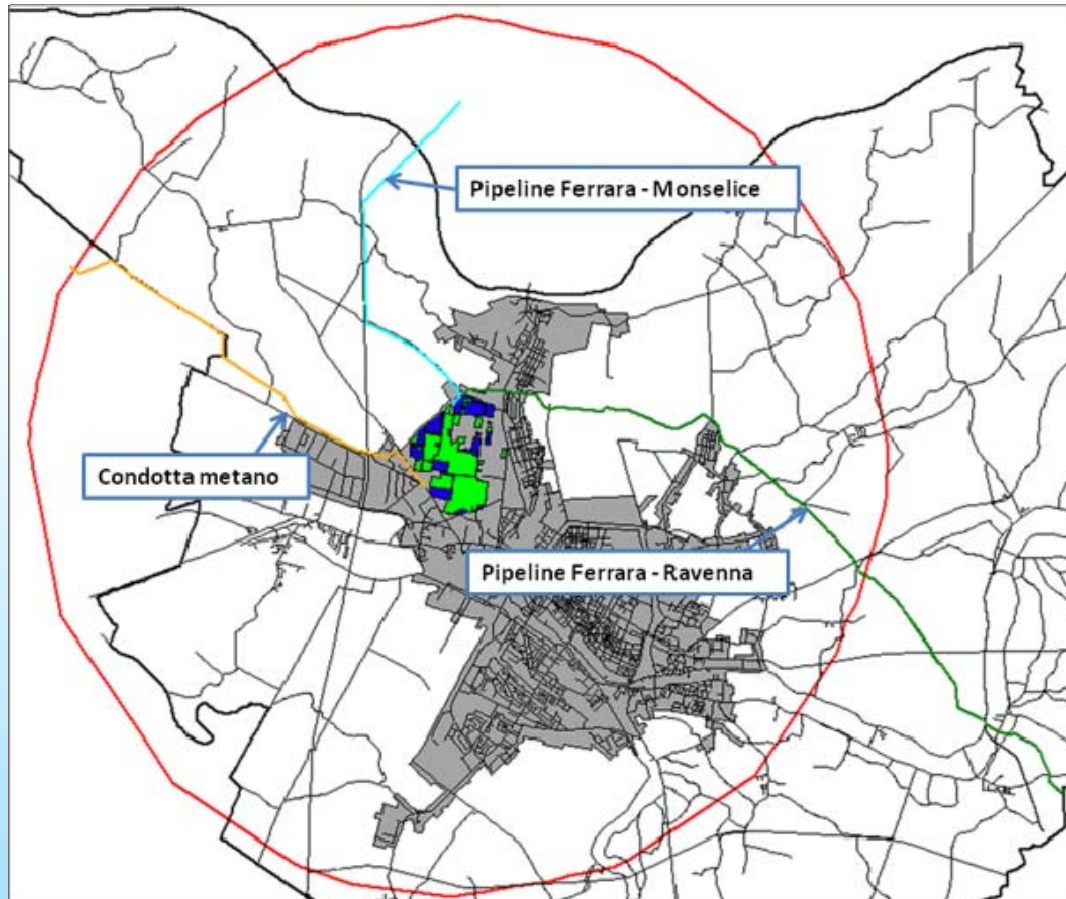 Pipeline Ferrara - Monselice
Condotta metano
Pipeline Ferrara - Ravenna